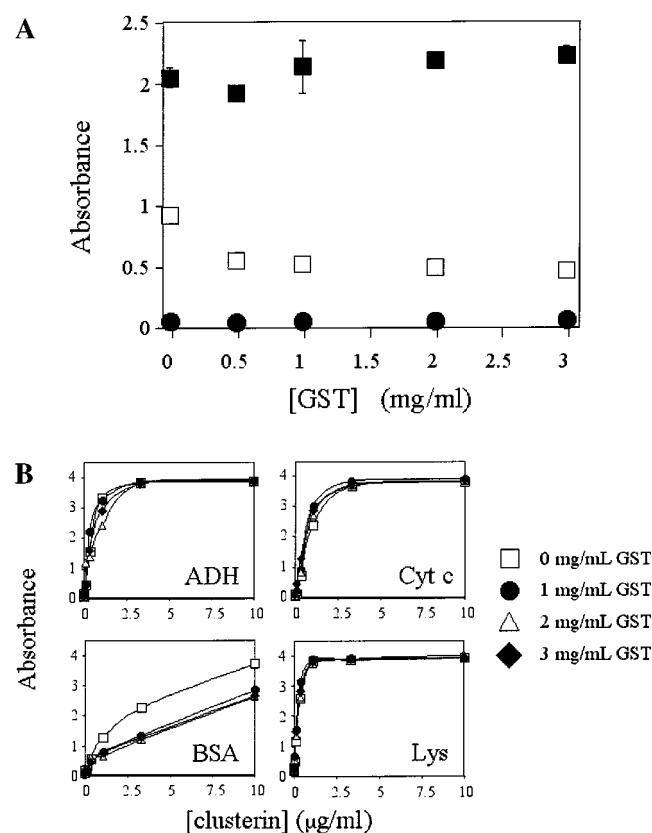 A
2.5
2
1.5
1
0.5
0
Absorbance
0 0.5 1 1.5 2 2.5 3
[GST] (mg/ml)
B
4
3
2
1
0
ADH
0 2.5 5 7.5 10
4
3
2
1
0
Cyt c
0 2.5 5 7.5 10
4
3
2
1
0
BSA
0 2.5 5 7.5 10
4
3
2
1
0
Lys
0 2.5 5 7.5 10
Absorbance
[clusterin] (µg/ml)
0 mg/mL GST
1 mg/mL GST
2 mg/mL GST
3 mg/mL GST